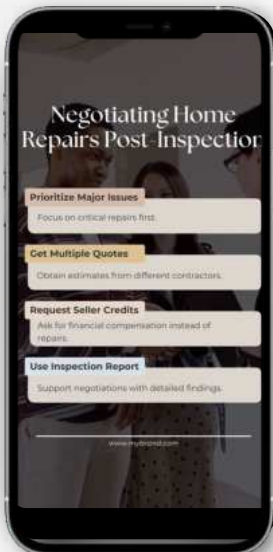 Negotiating Home
Repairs Post-Inspection
Prioritize Major Issues
Focus on critical repairs first.
Get Multiple Quotes
Obtain estimates from different contractors.
Request Seller Credits
Ask for financial compensation instead of
repairs.
Use Inspection Report
Support negotiations with detailed findings.
www.mybrand.com